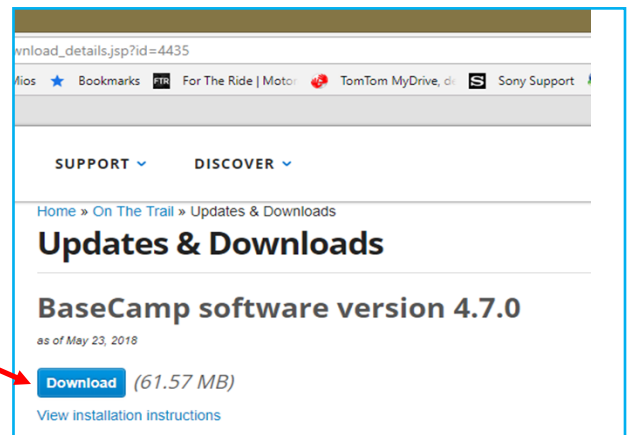 wnload_details.jsp?id=4435
Mios Bookmarks FTR For The Ride | Motor TomTom MyDrive, de S Sony Support
SUPPORT DISCOVER
Home » On The Trail » Updates & Downloads
Updates & Downloads
BaseCamp software version 4.7.0
as of May 23, 2018
Download (61.57 MB)
View installation instructions